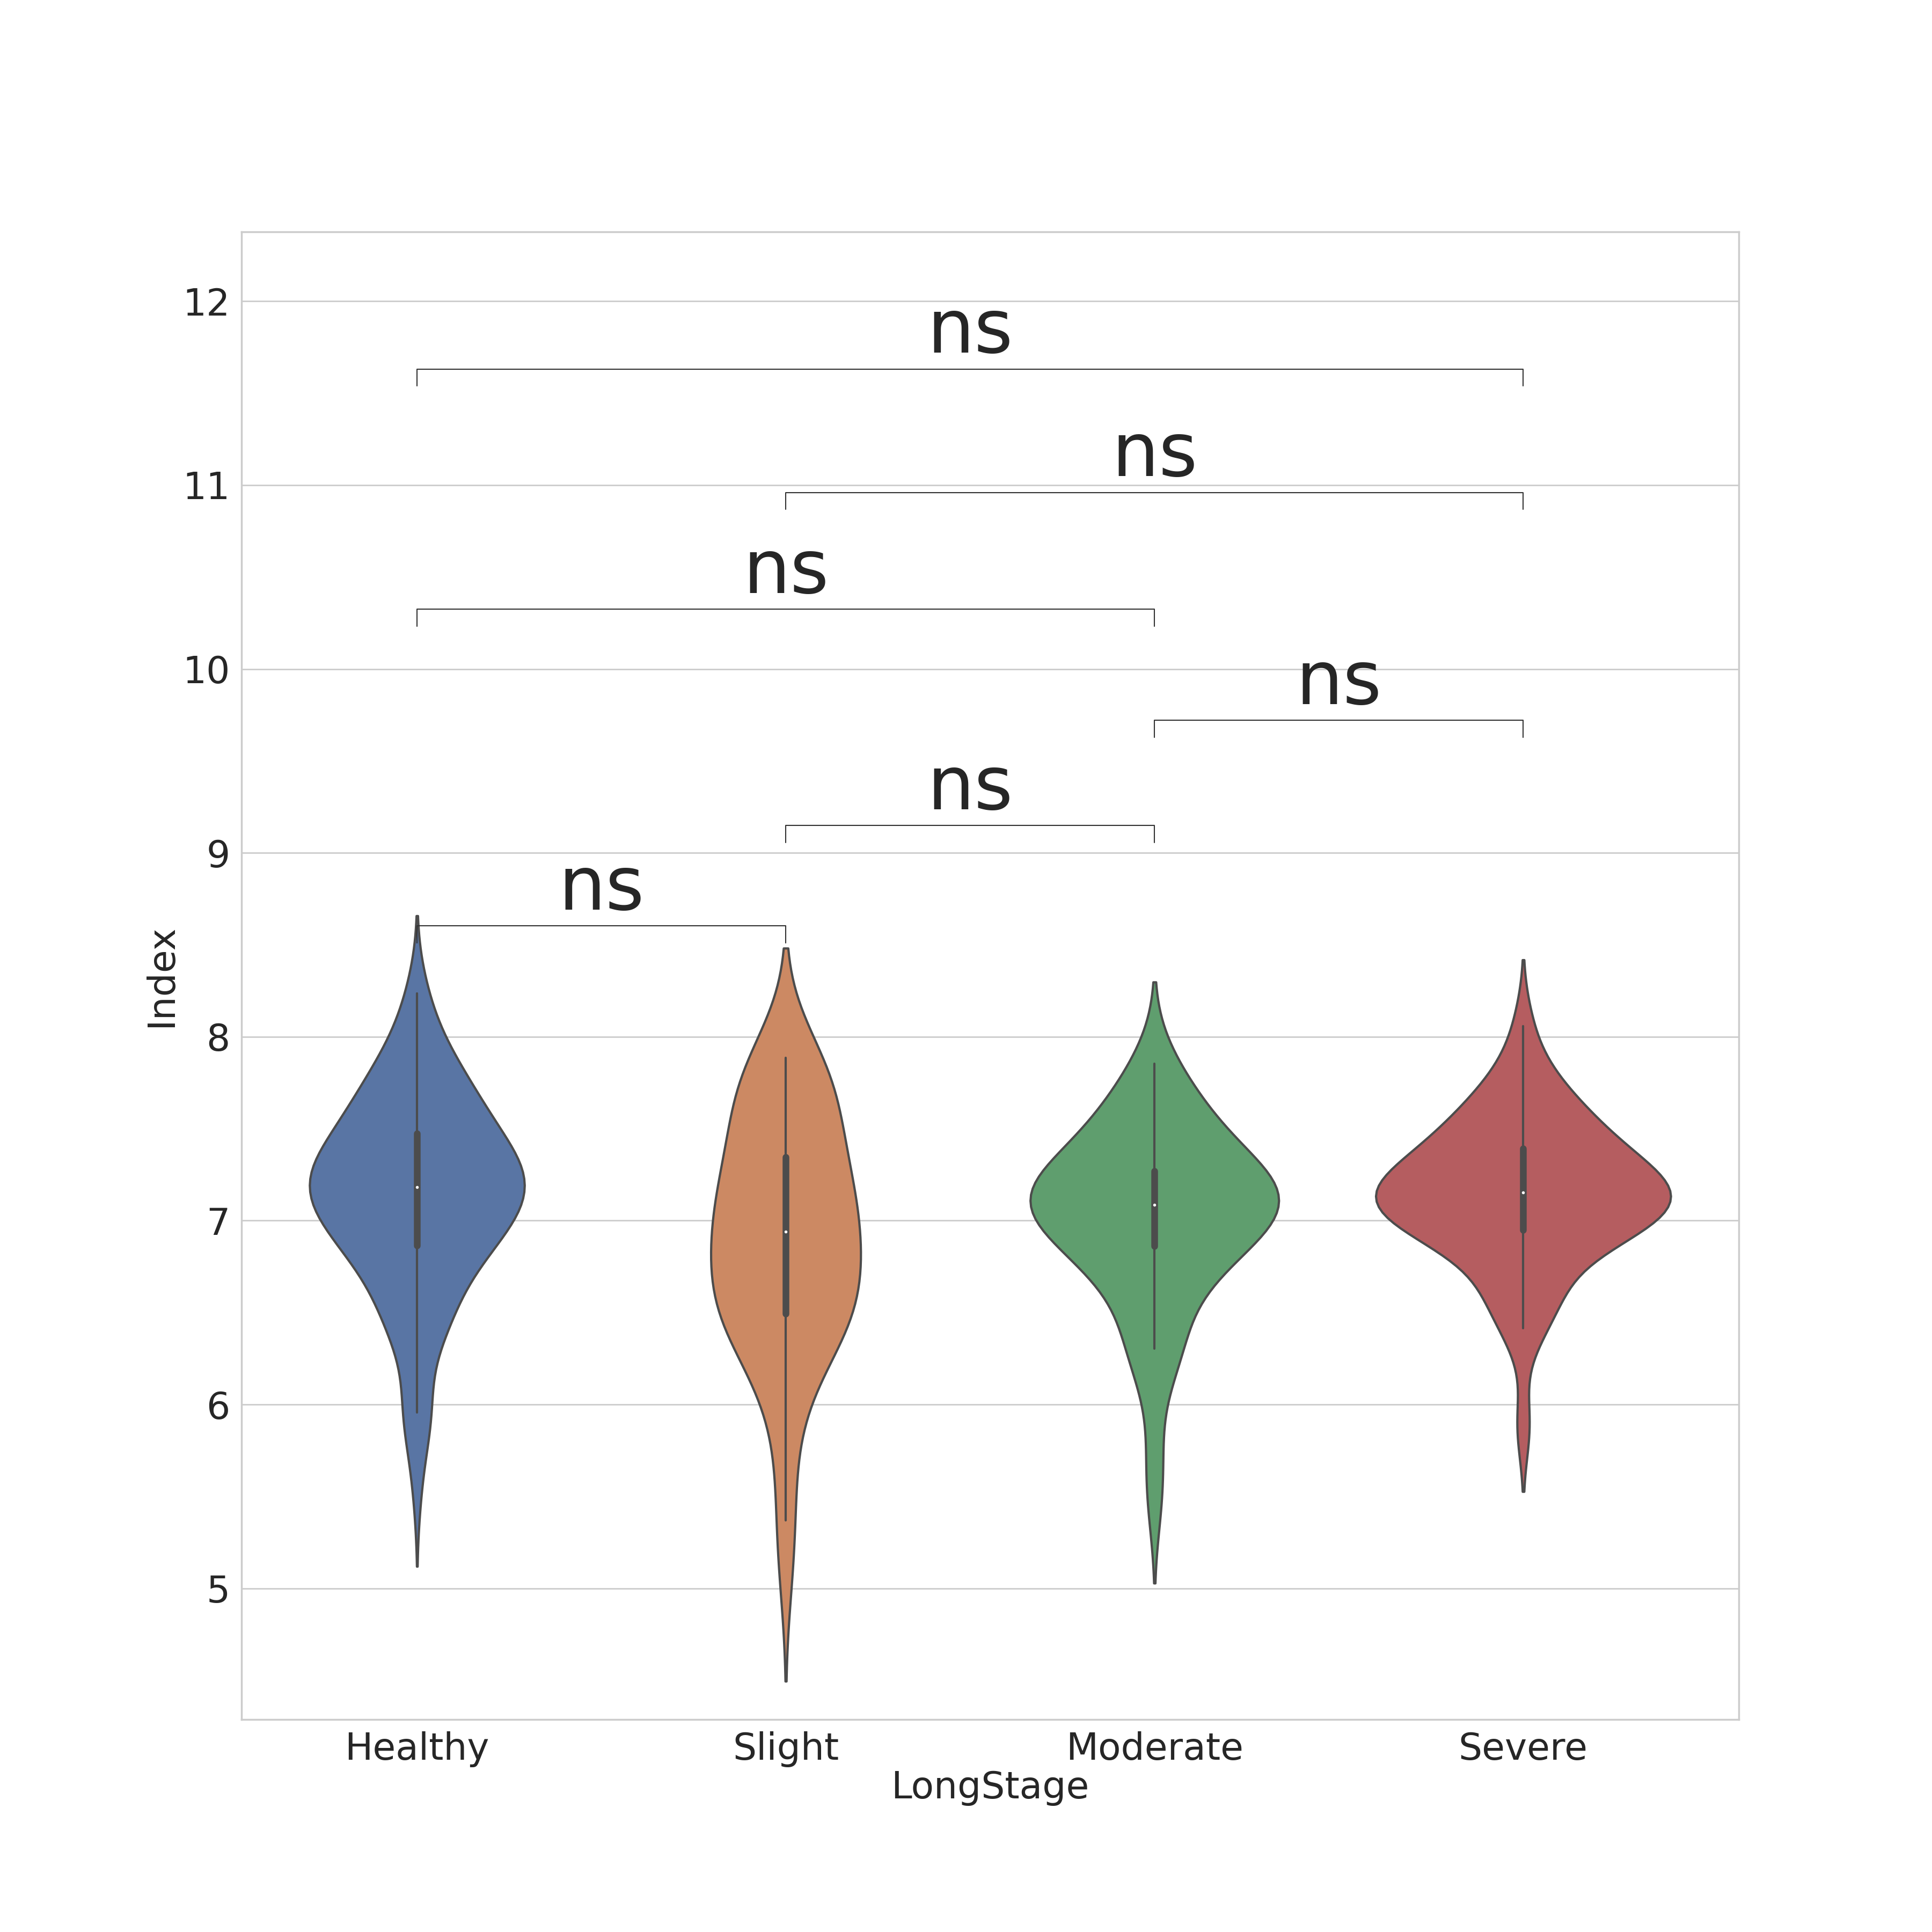 12
ns
11
ns
ns
10
ns
ns
9
ns
Index
8
7
6
5
Healthy Slight Moderate Severe
LongStage